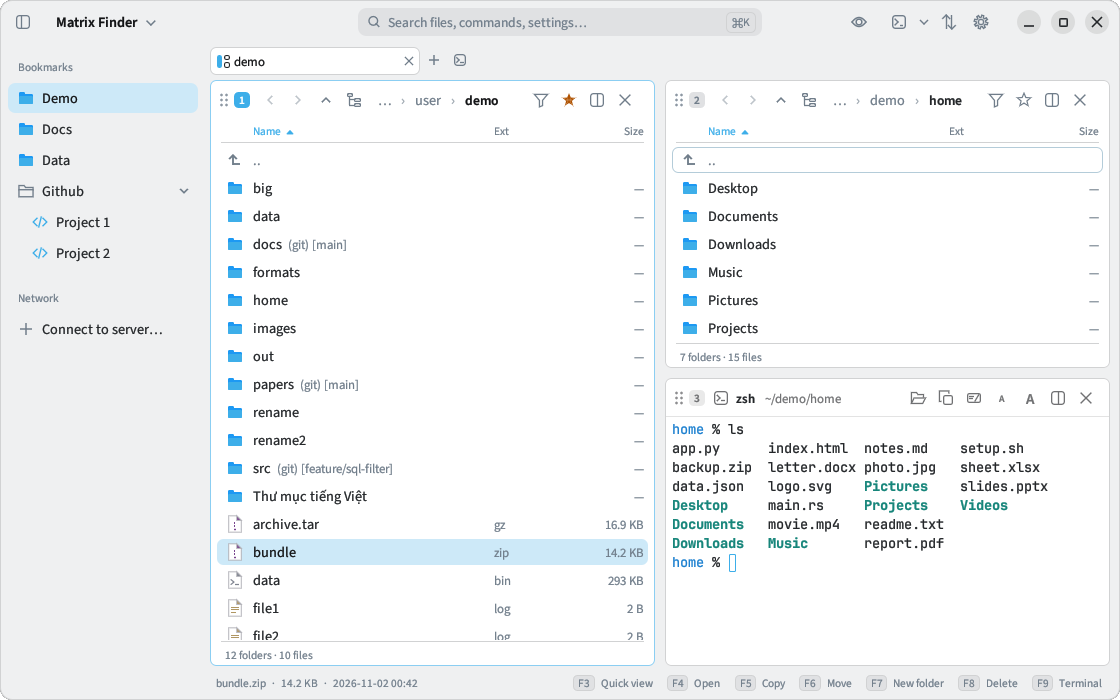 Matrix Finder
Search files, commands, settings… ⌘K
Bookmarks
Demo
Docs
Data
Github
Project 1
Project 2
Network
Connect to server…
demo
1 … › user › demo
Name Ext Size
..
big —
data —
docs (git) [main] —
formats —
home —
images —
out —
papers (git) [main] —
rename —
rename2 —
src (git) [feature/sql-filter] —
Thư mục tiếng Việt —
archive.tar gz 16.9 KB
bundle zip 14.2 KB
data bin 293 KB
file1 log 2 B
file2 log 2 B
12 folders · 10 files
2 … › demo › home
Name Ext Size
..
Desktop —
Documents —
Downloads —
Music —
Pictures —
Projects —
7 folders · 15 files
3 zsh ~/demo/home A A
home % ls
app.py index.html notes.md setup.sh
backup.zip letter.docx photo.jpg sheet.xlsx
data.json logo.svg Pictures slides.pptx
Desktop main.rs Projects Videos
Documents movie.mp4 readme.txt
Downloads Music report.pdf
home %
bundle.zip · 14.2 KB · 2026-11-02 00:42
F3 Quick view F4 Open F5 Copy F6 Move F7 New folder F8 Delete F9 Terminal